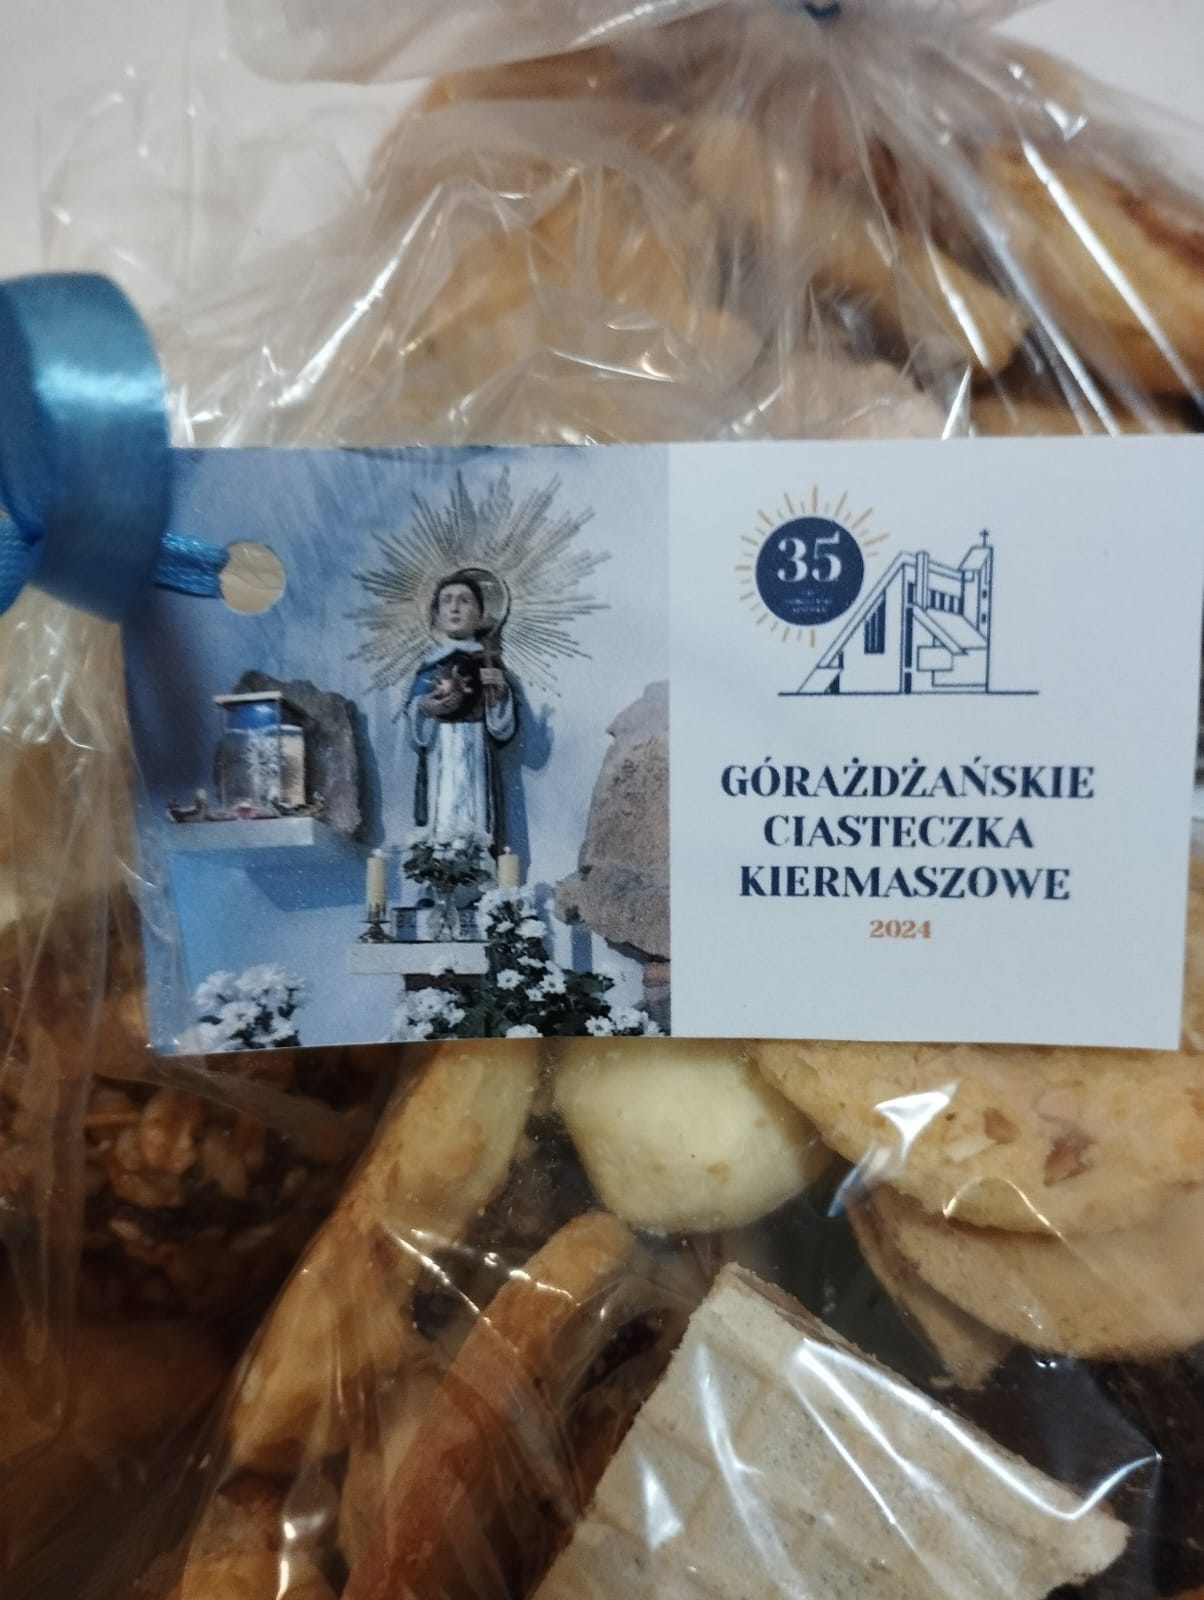 35
GÓRAŻDŻAŃSKIE
CIASTECZKA
KIERMASZOWE
2024